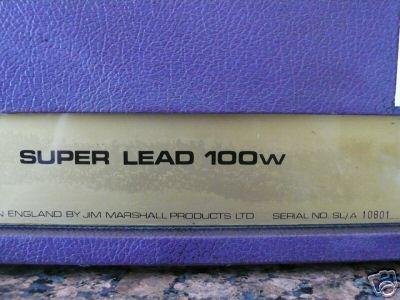 SUPER LEAD 100w
N ENGLAND BY JIM MARSHALL PRODUCTS LTD SERIAL NO. SL/A 10801